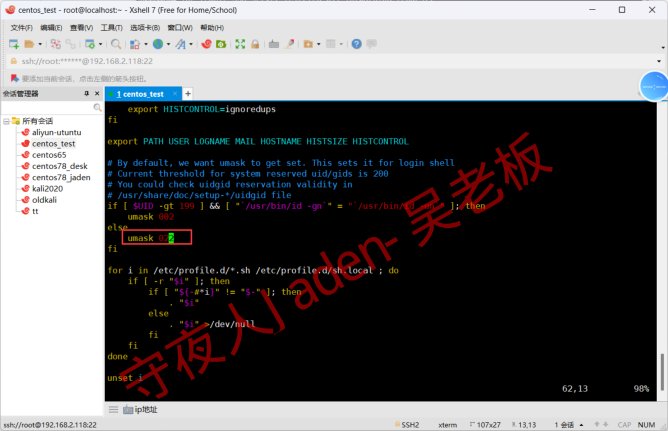 centos_test - root@localhost:~ - Xshell 7 (Free for Home/School)
文件(F) 编辑(E) 查看(V) 工具(T) 选项卡(B) 窗口(W) 帮助(H)
ssh://root:******@192.168.2.118:22
要添加当前会话，点击左侧的箭头按钮。
会话管理器
1 centos_test
所有会话
aliyun-ututu
centos_test
centos65
centos78_desk
centos78_jaden
kali2020
oldkali
tt
export HISTCONTROL=ignoredups
fi
export PATH USER LOGNAME MAIL HOSTNAME HISTSIZE HISTCONTROL
# By default, we want umask to get set. This sets it for login shell
# Current threshold for system reserved uid/gids is 200
# You could check uidgid reservation validity in
# /usr/share/doc/setup-*/uidgid file
if [ $UID -gt 199 ] && [ "`/usr/bin/id -gn`" = "`/usr/bin/id -un`" ]; then
umask 002
else
umask 022
fi
for i in /etc/profile.d/*.sh /etc/profile.d/sh.local ; do
if [ -r "$i" ]; then
if [ "${-#*i}" != "$-" ]; then
. "$i"
else
. "$i" >/dev/null
fi
fi
done
unset i
62,13 98%
守夜人Jaden-吴老板
ip地址
ssh://root@192.168.2.118:22
SSH2
xterm
107x27
13,13
1 会话
CAP
NUM